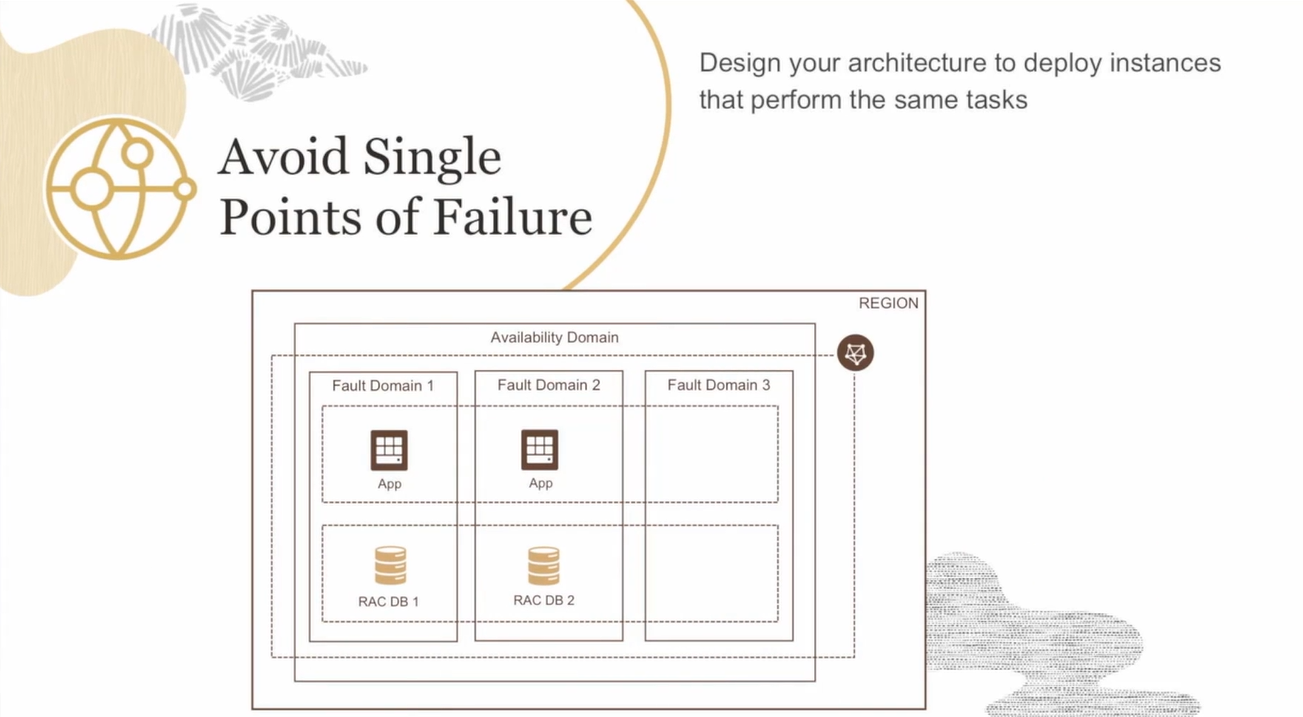 Design your architecture to deploy instances
that perform the same tasks
Avoid Single
Points of Failure
REGION
Availability Domain
Fault Domain 1
Fault Domain 2
Fault Domain 3
App
App
RAC DB 1
RAC DB 2